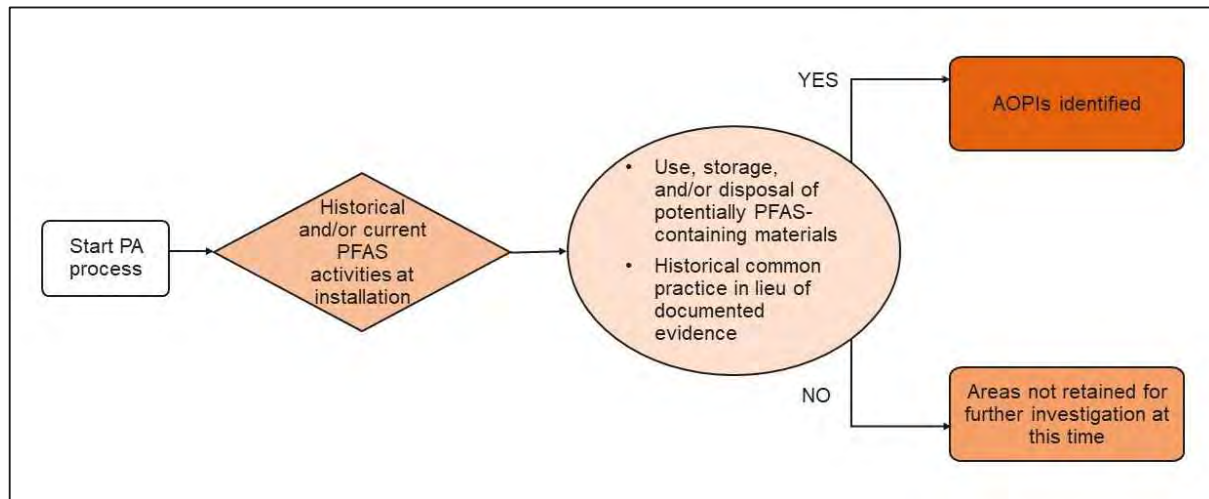 Start PA
process
Historical
and/or current
PFAS
activities at
installation
• Use, storage,
and/or disposal of
potentially PFAS-
containing materials
• Historical common
practice in lieu of
documented
evidence
YES
AOPIs identified
NO
Areas not retained for
further investigation at
this time